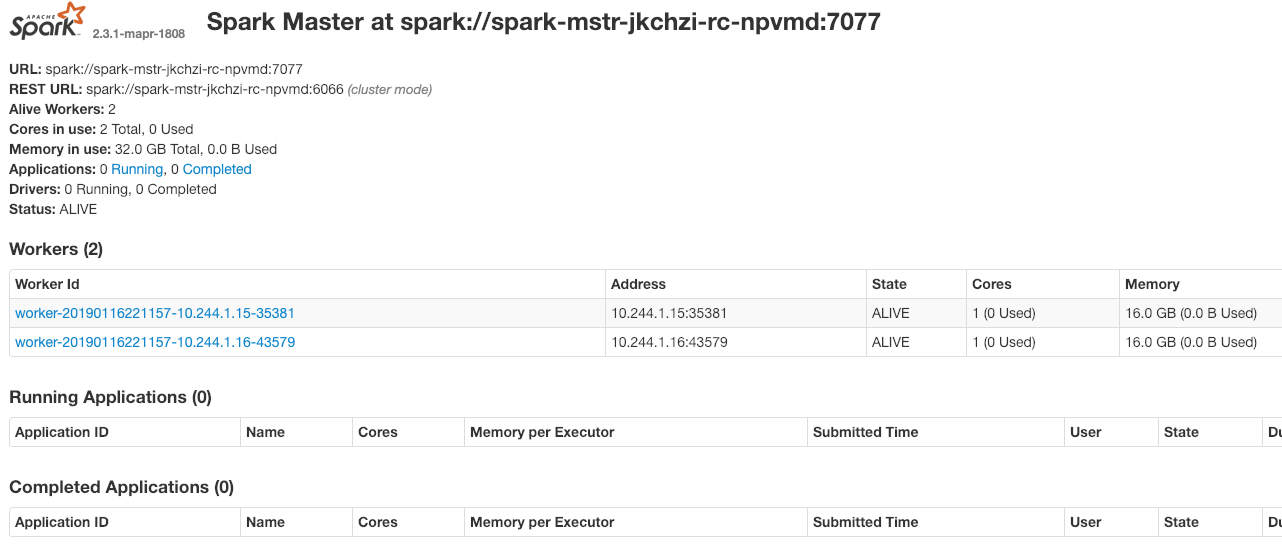 APACHE Spark™ 2.3.1-mapr-1808 Spark Master at spark://spark-mstr-jkchzi-rc-npvmd:7077
URL: spark://spark-mstr-jkchzi-rc-npvmd:7077
REST URL: spark://spark-mstr-jkchzi-rc-npvmd:6066 (cluster mode)
Alive Workers: 2
Cores in use: 2 Total, 0 Used
Memory in use: 32.0 GB Total, 0.0 B Used
Applications: 0 Running, 0 Completed
Drivers: 0 Running, 0 Completed
Status: ALIVE
Workers (2)
Worker Id Address State Cores Memory
worker-20190116221157-10.244.1.15-35381 10.244.1.15:35381 ALIVE 1 (0 Used) 16.0 GB (0.0 B Used)
worker-20190116221157-10.244.1.16-43579 10.244.1.16:43579 ALIVE 1 (0 Used) 16.0 GB (0.0 B Used)
Running Applications (0)
Application ID Name Cores Memory per Executor Submitted Time User State
Completed Applications (0)
Application ID Name Cores Memory per Executor Submitted Time User State